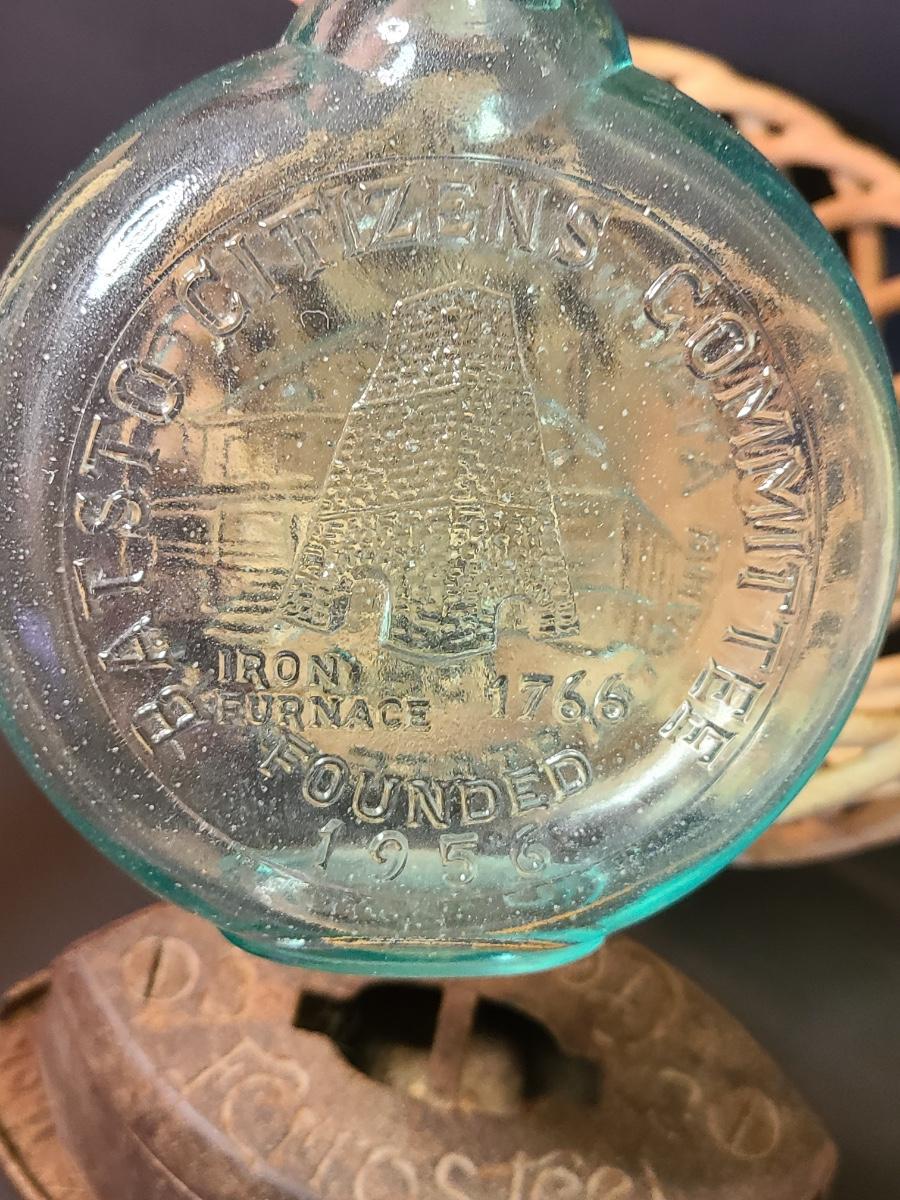 BATSTO CITIZENS COMMITTEE
IRON
FURNACE 1766
FOUNDED
1956